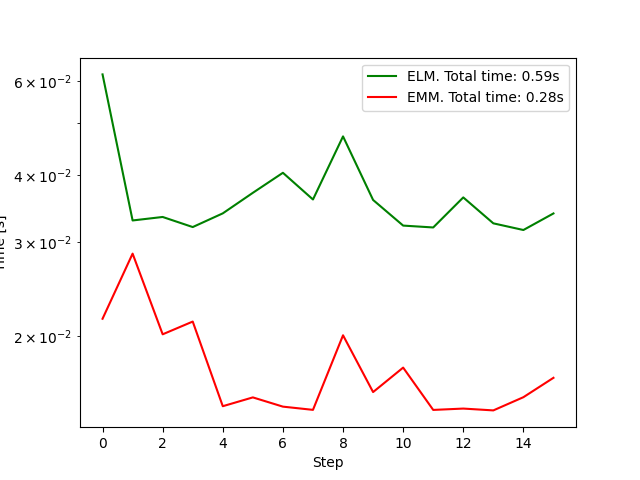 ELM. Total time: 0.59s
EMM. Total time: 0.28s
6 × 10⁻²
4 × 10⁻²
3 × 10⁻²
2 × 10⁻²
Time [s]
0 2 4 6 8 10 12 14
Step